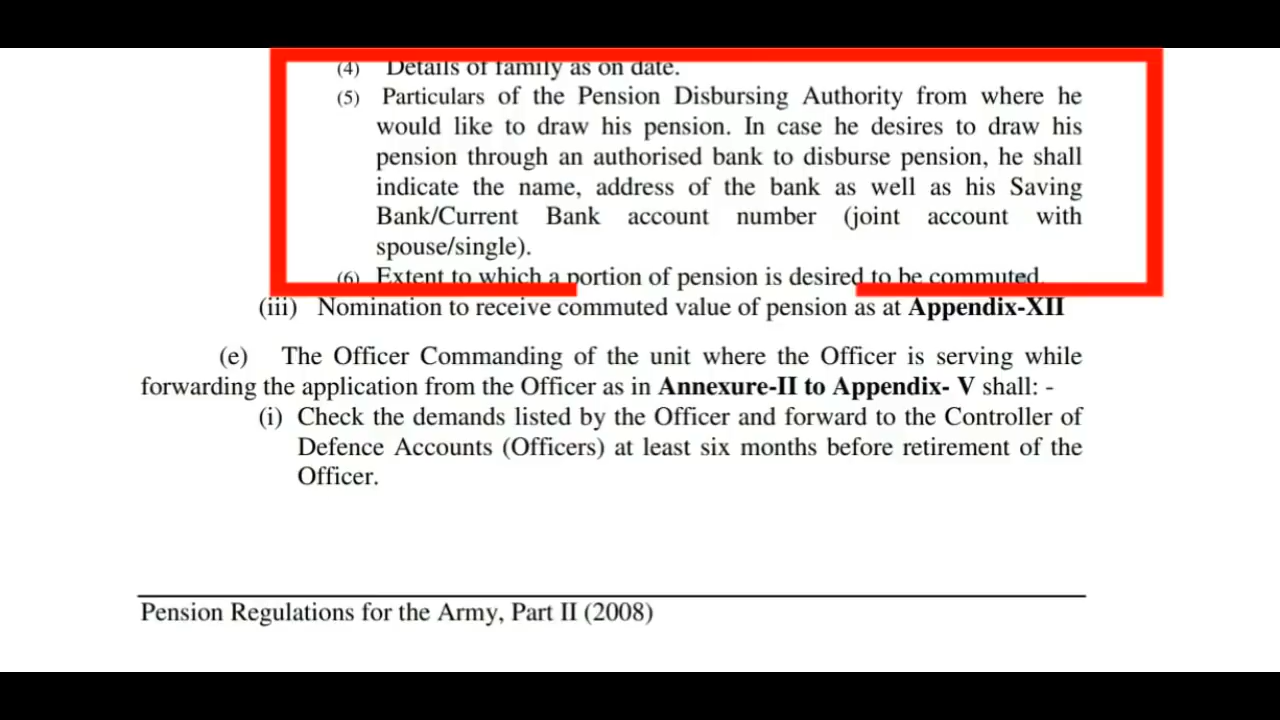 (4) Details of family as on date.
(5) Particulars of the Pension Disbursing Authority from where he
would like to draw his pension. In case he desires to draw his
pension through an authorised bank to disburse pension, he shall
indicate the name, address of the bank as well as his Saving
Bank/Current Bank account number (joint account with
spouse/single).
(6) Extent to which a portion of pension is desired to be commuted.
(iii) Nomination to receive commuted value of pension as at Appendix-XII
(e) The Officer Commanding of the unit where the Officer is serving while
forwarding the application from the Officer as in Annexure-II to Appendix- V shall: -
(i) Check the demands listed by the Officer and forward to the Controller of
Defence Accounts (Officers) at least six months before retirement of the
Officer.
Pension Regulations for the Army, Part II (2008)